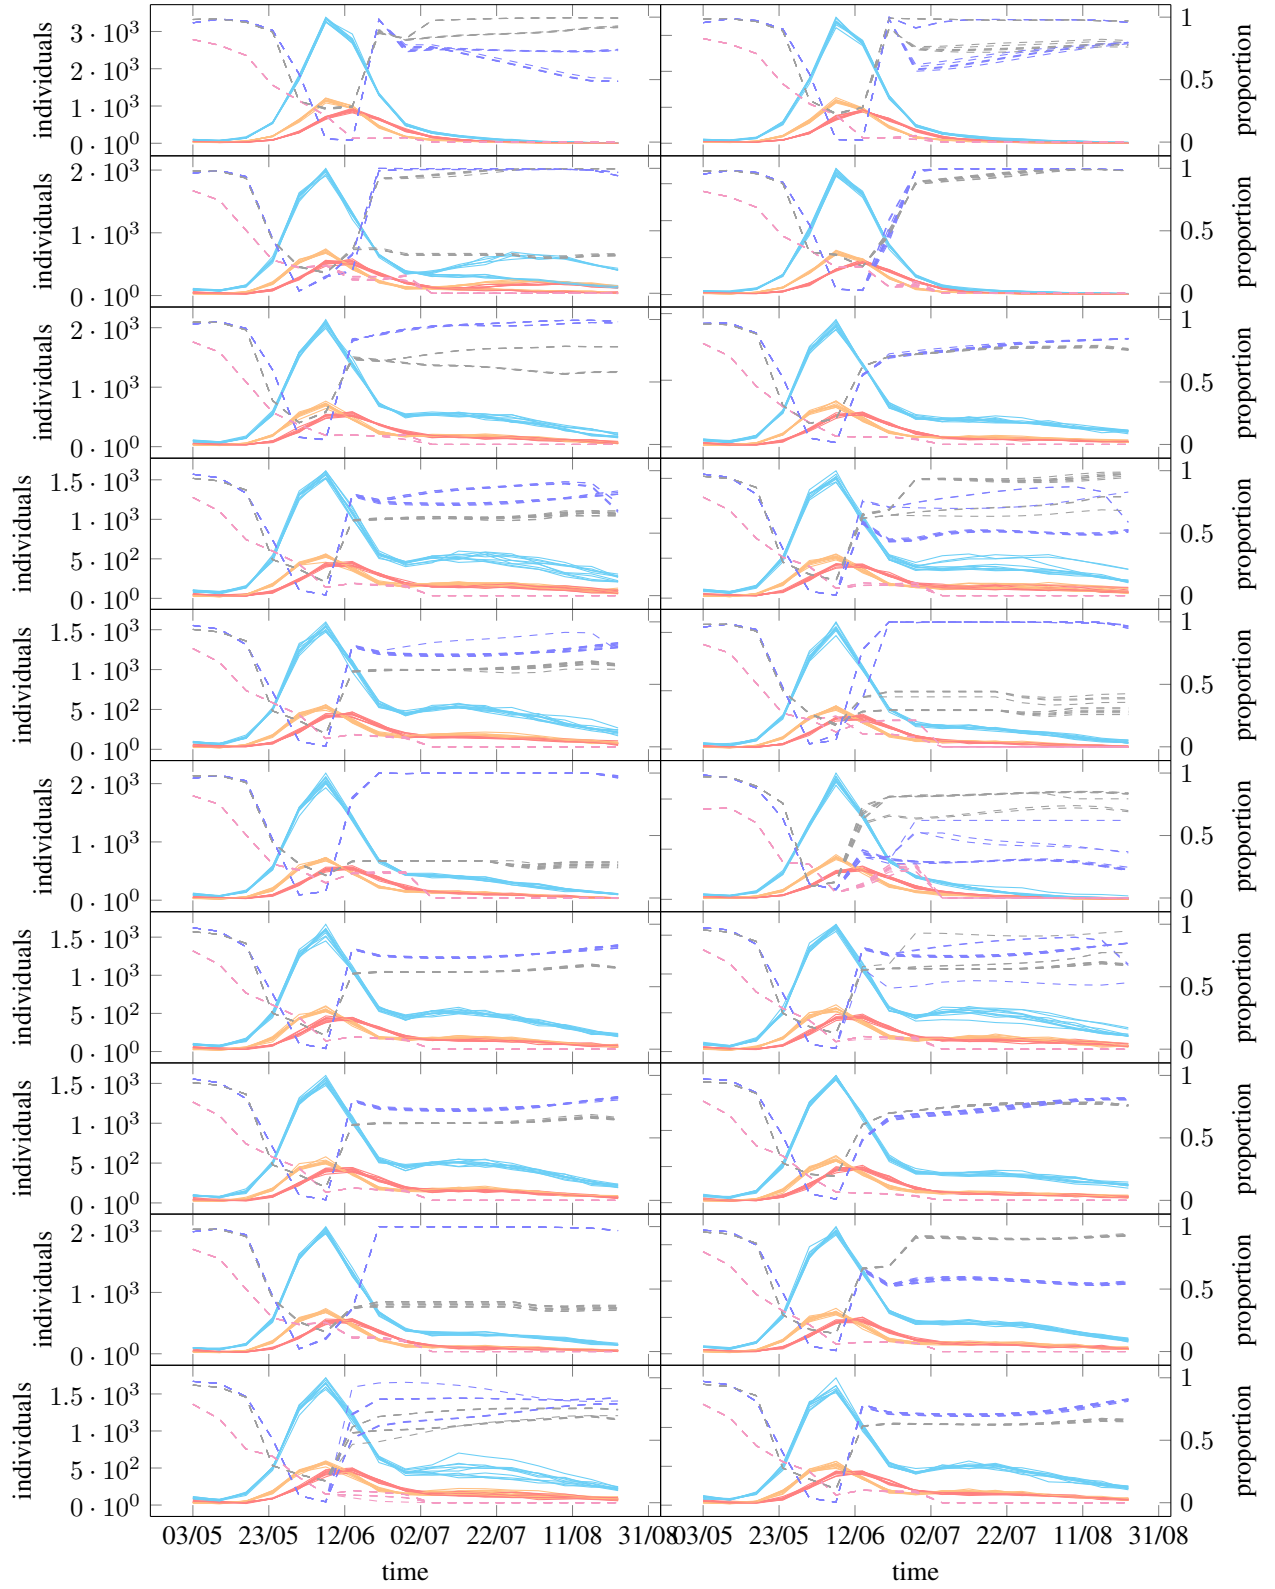 individuals
3 · 10³
2 · 10³
1 · 10³
0 · 10⁰
1
0.5
0
proportion
individuals
2 · 10³
1 · 10³
0 · 10⁰
1
0.5
0
proportion
individuals
2 · 10³
1 · 10³
0 · 10⁰
1
0.5
0
proportion
individuals
1.5 · 10³
1 · 10³
5 · 10²
0 · 10⁰
1
0.5
0
proportion
individuals
1.5 · 10³
1 · 10³
5 · 10²
0 · 10⁰
1
0.5
0
proportion
individuals
2 · 10³
1 · 10³
0 · 10⁰
1
0.5
0
proportion
individuals
1.5 · 10³
1 · 10³
5 · 10²
0 · 10⁰
1
0.5
0
proportion
individuals
1.5 · 10³
1 · 10³
5 · 10²
0 · 10⁰
1
0.5
0
proportion
individuals
2 · 10³
1 · 10³
0 · 10⁰
1
0.5
0
proportion
individuals
1.5 · 10³
1 · 10³
5 · 10²
0 · 10⁰
1
0.5
0
proportion
03/05 23/05 12/06 02/07 22/07 11/08 31/08 03/05 23/05 12/06 02/07 22/07 11/08 31/08
time time